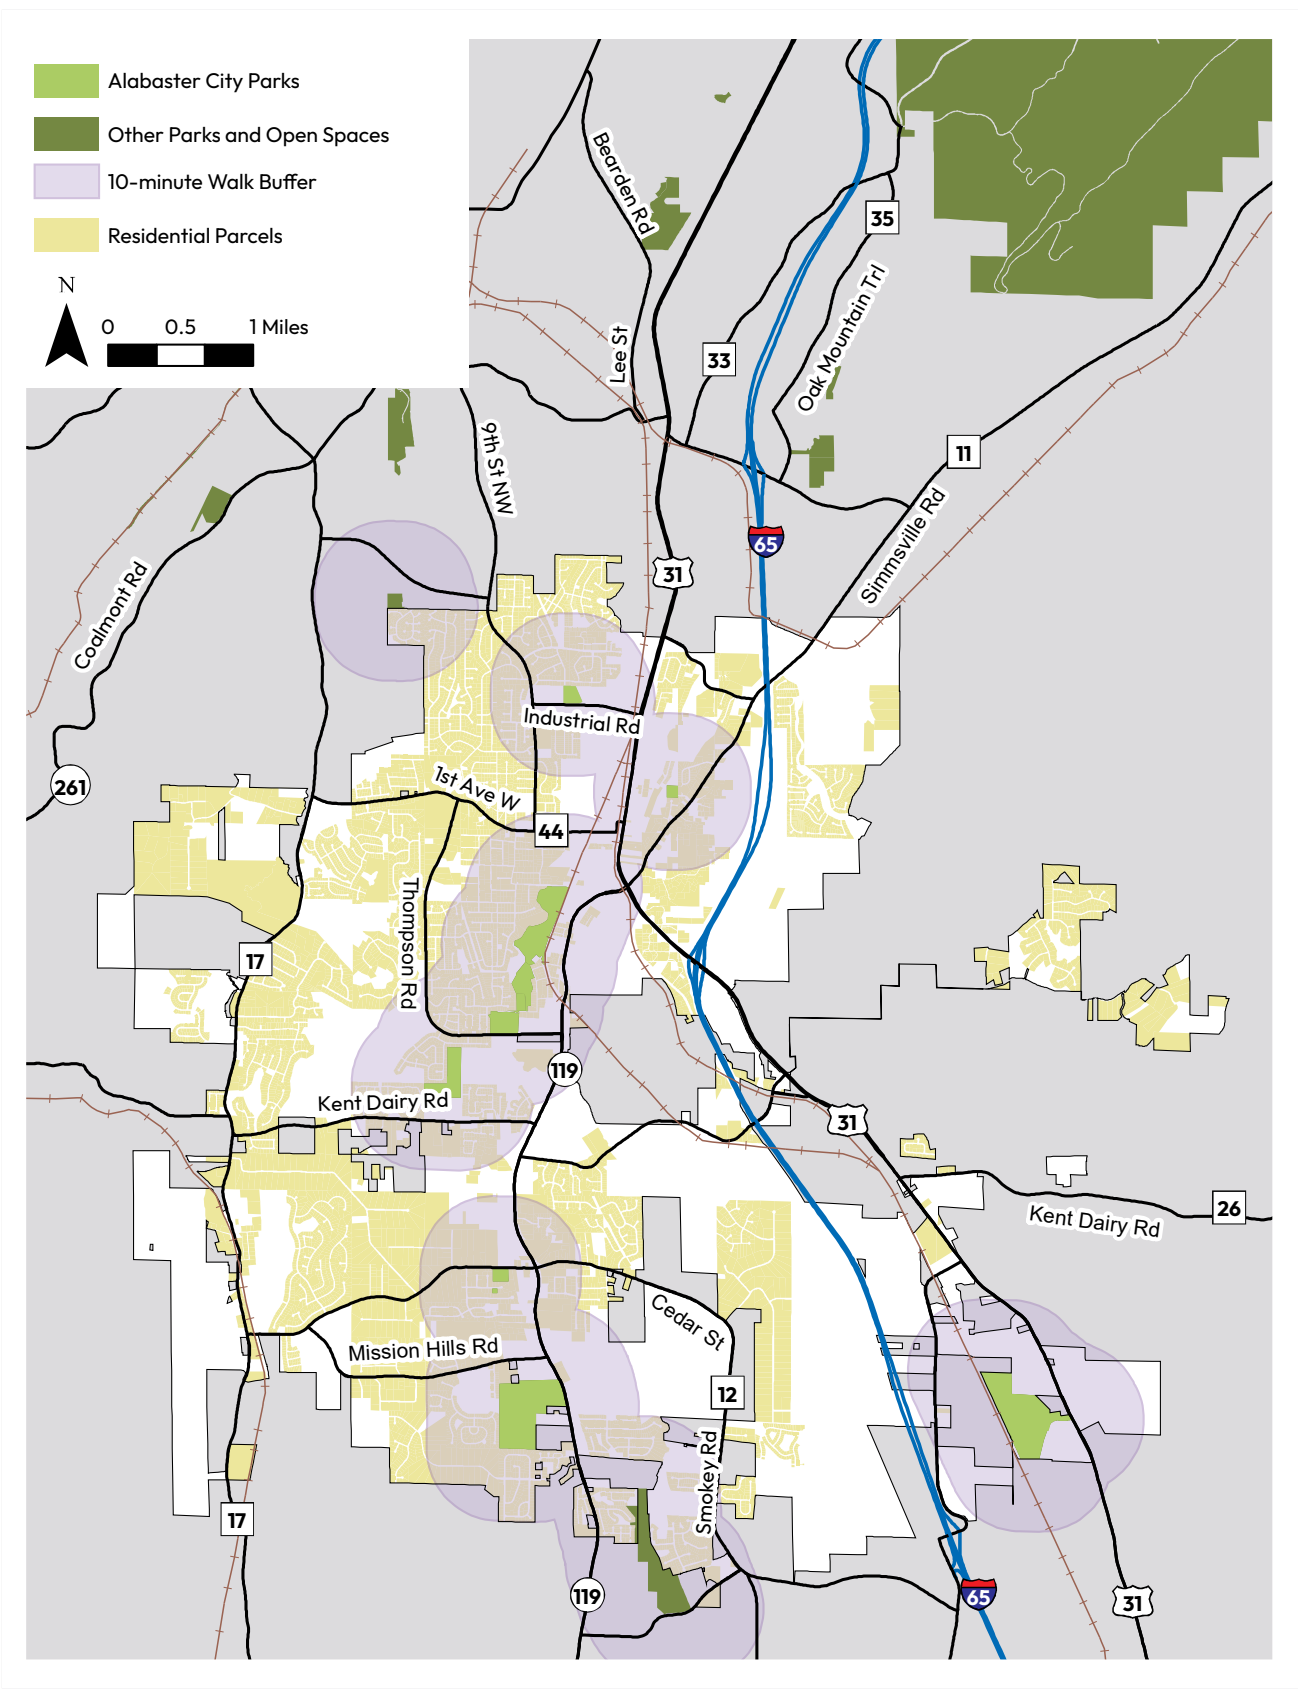 Alabaster City Parks
Other Parks and Open Spaces
10-minute Walk Buffer
Residential Parcels
N
0 0.5 1 Miles
Bearden Rd
35
Oak Mountain Trl
Lee St
33
9th St NW
11
Simmsville Rd
65
31
Coalmont Rd
Industrial Rd
261
1st Ave W
44
Thompson Rd
17
119
Kent Dairy Rd
31
26
Kent Dairy Rd
Cedar St
Mission Hills Rd
12
Smokey Rd
17
119
65
31